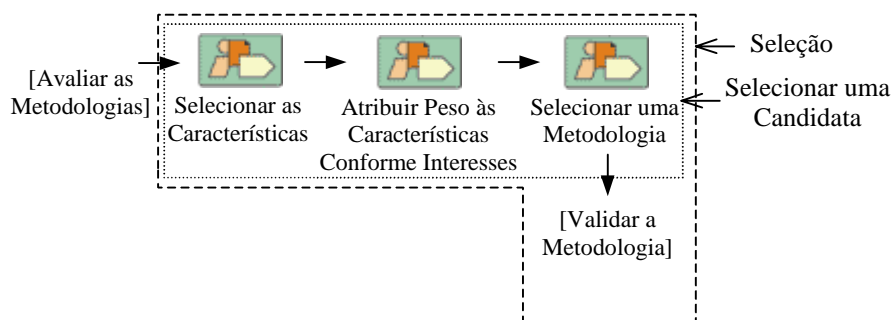 [Avaliar as
Metodologias]
Selecionar as
Características
Atribuir Peso às
Características
Conforme Interesses
Selecionar uma
Metodologia
Seleção
Selecionar uma
Candidata
[Validar a
Metodologia]